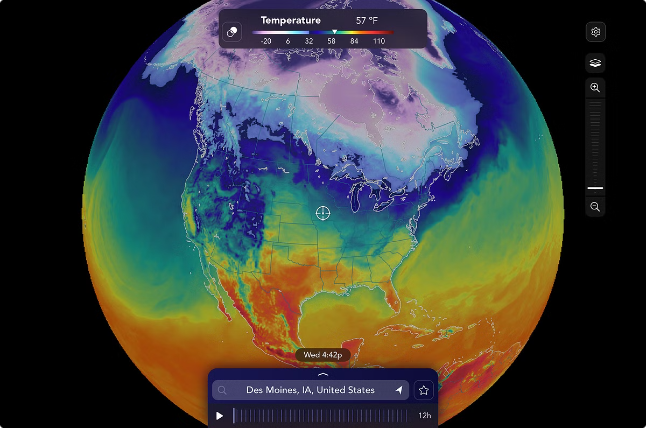 Temperature 57 °F
-20 6 32 58 84 110
Wed 4:42p
Des Moines, IA, United States
12h